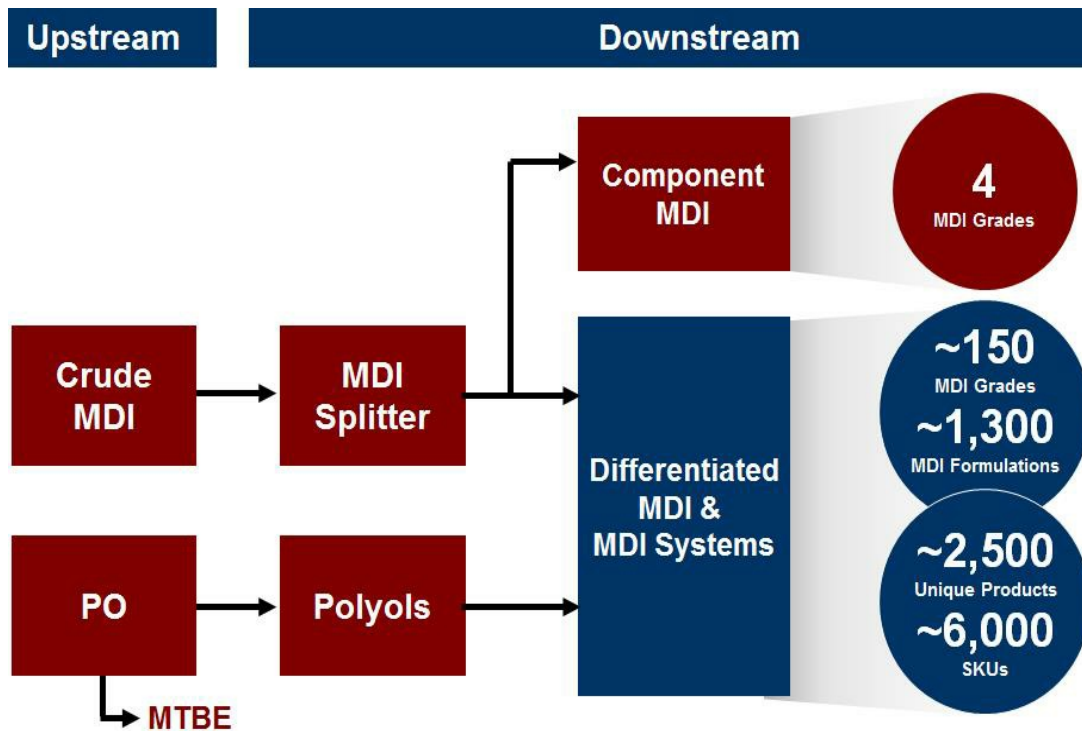 Upstream
Downstream
Component
MDI
4
MDI Grades
Crude
MDI
MDI
Splitter
Differentiated
MDI &
MDI Systems
~150
MDI Grades
~1,300
MDI Formulations
PO
Polyols
~2,500
Unique Products
~6,000
SKUs
MTBE